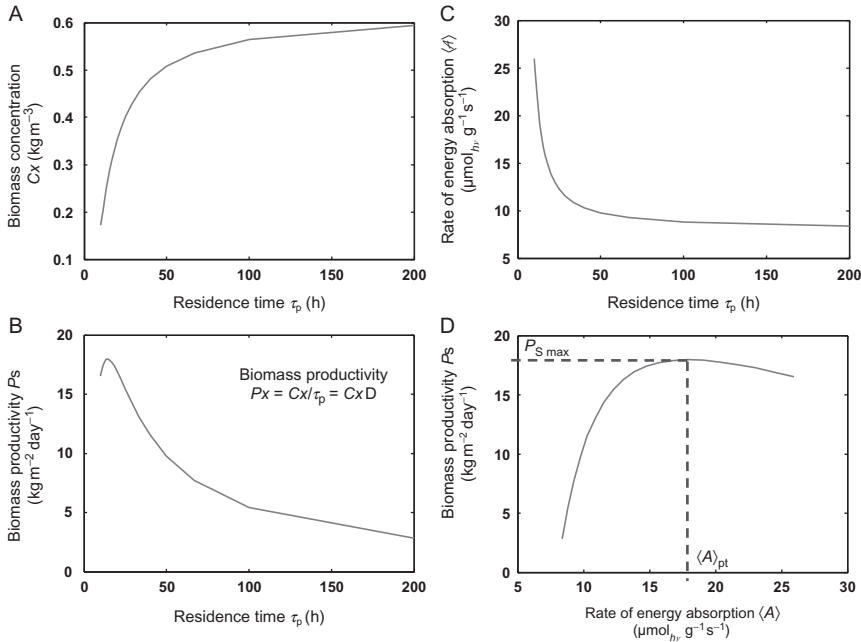 A
Biomass concentration
Cx (kg m⁻³)
0.6
0.5
0.4
0.3
0.2
0.1
0 50 100 150 200
Residence time τp (h)
C
Rate of energy absorption ⟨A⟩
(µmolhν g⁻¹ s⁻¹)
30
25
20
15
10
5
0 50 100 150 200
Residence time τp (h)
B
Biomass productivity Ps
(kg m⁻² day⁻¹)
20
15
10
5
0
0 50 100 150 200
Residence time τp (h)
Biomass productivity
Px = Cx/τp = Cx D
D
Biomass productivity Ps
(kg m⁻² day⁻¹)
20
15
10
5
0
PS max
⟨A⟩pt
5 10 15 20 25 30
Rate of energy absorption ⟨A⟩
(µmolhν g⁻¹s⁻¹)